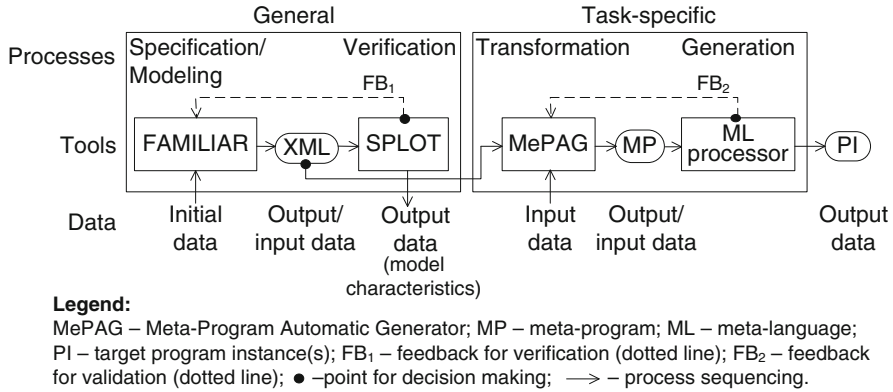 General Task-specific
Processes Specification/ Verification Transformation Generation
Modeling
FB1 FB2
Tools FAMILIAR XML SPLOT MePAG MP ML PI
processor
Data Initial Output/ Output Input Output/ Output
data input data data data input data data
(model
characteristics)
Legend:
MePAG – Meta-Program Automatic Generator; MP – meta-program; ML – meta-language;
PI – target program instance(s); FB1 – feedback for verification (dotted line); FB2 – feedback
for validation (dotted line); ● –point for decision making; —> – process sequencing.